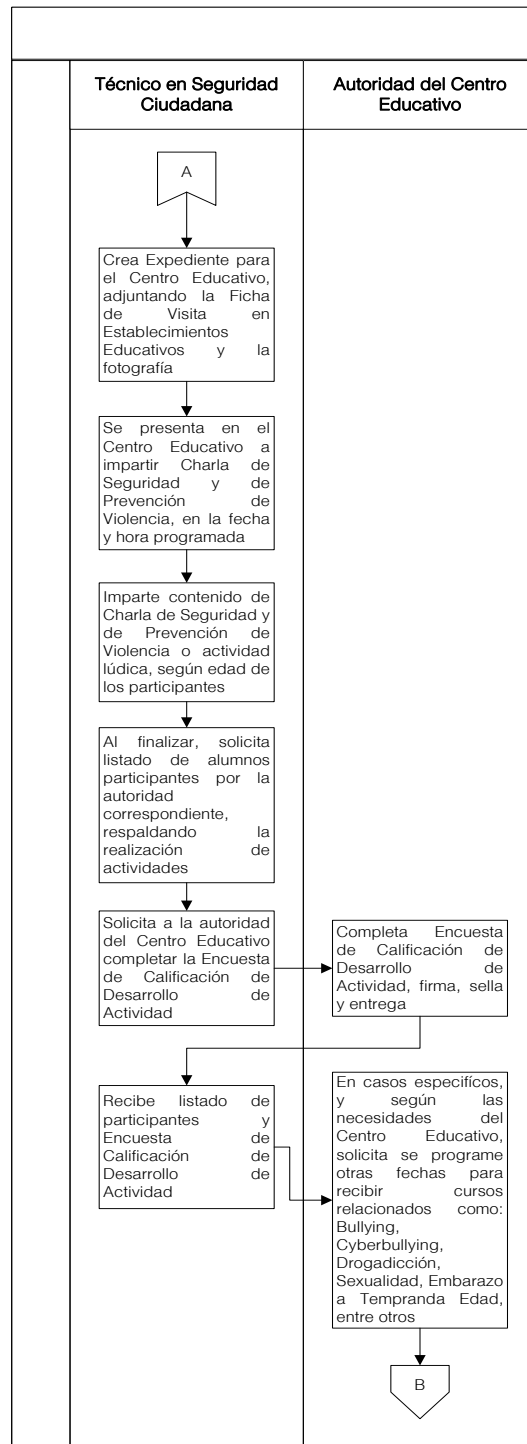 Técnico en Seguridad
Ciudadana
Autoridad del Centro
Educativo
A
Crea Expediente para
el Centro Educativo,
adjuntando la Ficha
de Visita en
Establecimientos
Educativos y la
fotografía
Se presenta en el
Centro Educativo a
impartir Charla de
Seguridad y de
Prevención de
Violencia, en la fecha
y hora programada
Imparte contenido de
Charla de Seguridad y
de Prevención de
Violencia o actividad
lúdica, según edad de
los participantes
Al finalizar, solicita
listado de alumnos
participantes por la
autoridad
correspondiente,
respaldando la
realización de
actividades
Solicita a la autoridad
del Centro Educativo
completar la Encuesta
de Calificación de
Desarrollo de
Actividad
Completa Encuesta
de Calificación de
Desarrollo de
Actividad, firma, sella
y entrega
Recibe listado de
participantes y
Encuesta de
Calificación de
Desarrollo de
Actividad
En casos especifícos,
y según las
necesidades del
Centro Educativo,
solicita se programe
otras fechas para
recibir cursos
relacionados como:
Bullying,
Cyberbullying,
Drogadicción,
Sexualidad, Embarazo
a Tempranda Edad,
entre otros
B